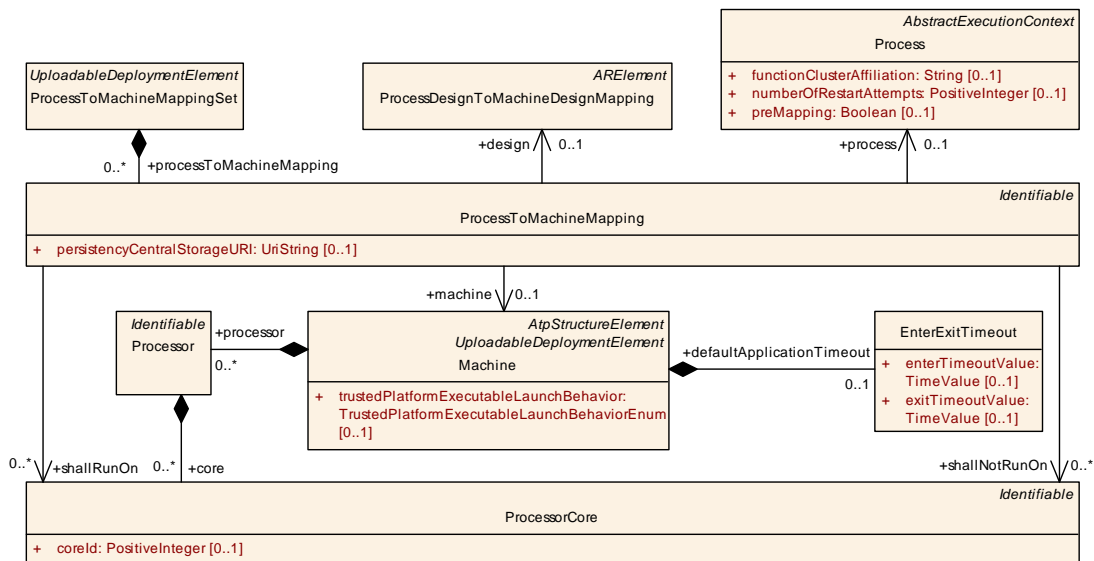 AbstractExecutionContext
Process
+ functionClusterAffiliation: String [0..1]
+ numberOfRestartAttempts: PositiveInteger [0..1]
+ preMapping: Boolean [0..1]
UploadableDeploymentElement
ProcessToMachineMappingSet
ARElement
ProcessDesignToMachineDesignMapping
0..* +processToMachineMapping
+design 0..1
+process 0..1
Identifiable
ProcessToMachineMapping
+ persistencyCentralStorageURI: UriString [0..1]
+machine 0..1
Identifiable
Processor
+processor
0..*
AtpStructureElement
UploadableDeploymentElement
Machine
+ trustedPlatformExecutableLaunchBehavior:
TrustedPlatformExecutableLaunchBehaviorEnum
[0..1]
+defaultApplicationTimeout
0..1
EnterExitTimeout
+ enterTimeoutValue:
TimeValue [0..1]
+ exitTimeoutValue:
TimeValue [0..1]
0..* +shallRunOn
0..* +core
+shallNotRunOn 0..*
Identifiable
ProcessorCore
+ coreId: PositiveInteger [0..1]